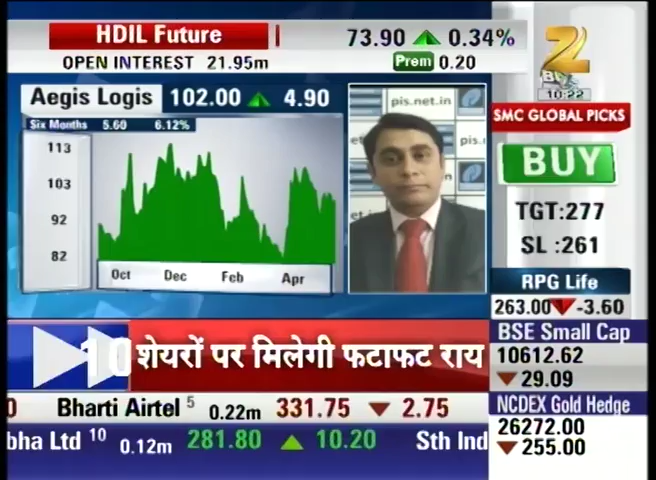 HDIL Future
73.90 0.34%
OPEN INTEREST 21.95m
Prem 0.20
10:22
Aegis Logis 102.00 4.90
Six Months 5.60 6.12%
113
103
92
82
Oct Dec Feb Apr
pis.net.in
pis.
et.in
SMC GLOBAL PICKS
BUY
TGT:277
SL :261
RPG Life
263.00 -3.60
BSE Small Cap
10612.62
29.09
NCDEX Gold Hedge
26272.00
255.00
10 शेयरों पर मिलेगी फटाफट राय
0 Bharti Airtel 5 0.22m 331.75 2.75
bha Ltd 10 0.12m 281.80 10.20 Sth Ind